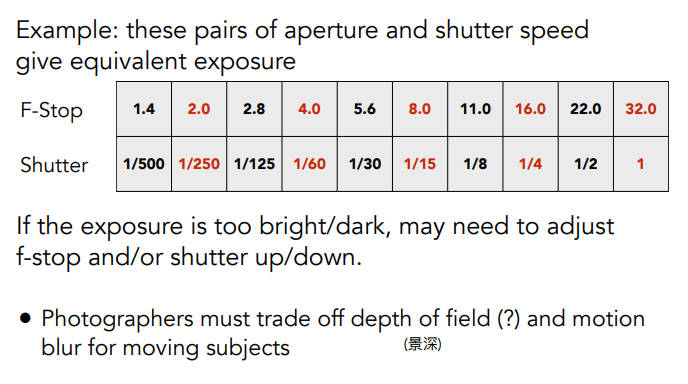 Example: these pairs of aperture and shutter speed
give equivalent exposure
F-Stop 1.4 2.0 2.8 4.0 5.6 8.0 11.0 16.0 22.0 32.0
Shutter 1/500 1/250 1/125 1/60 1/30 1/15 1/8 1/4 1/2 1
If the exposure is too bright/dark, may need to adjust
f-stop and/or shutter up/down.
● Photographers must trade off depth of field (?) and motion
blur for moving subjects
(景深)